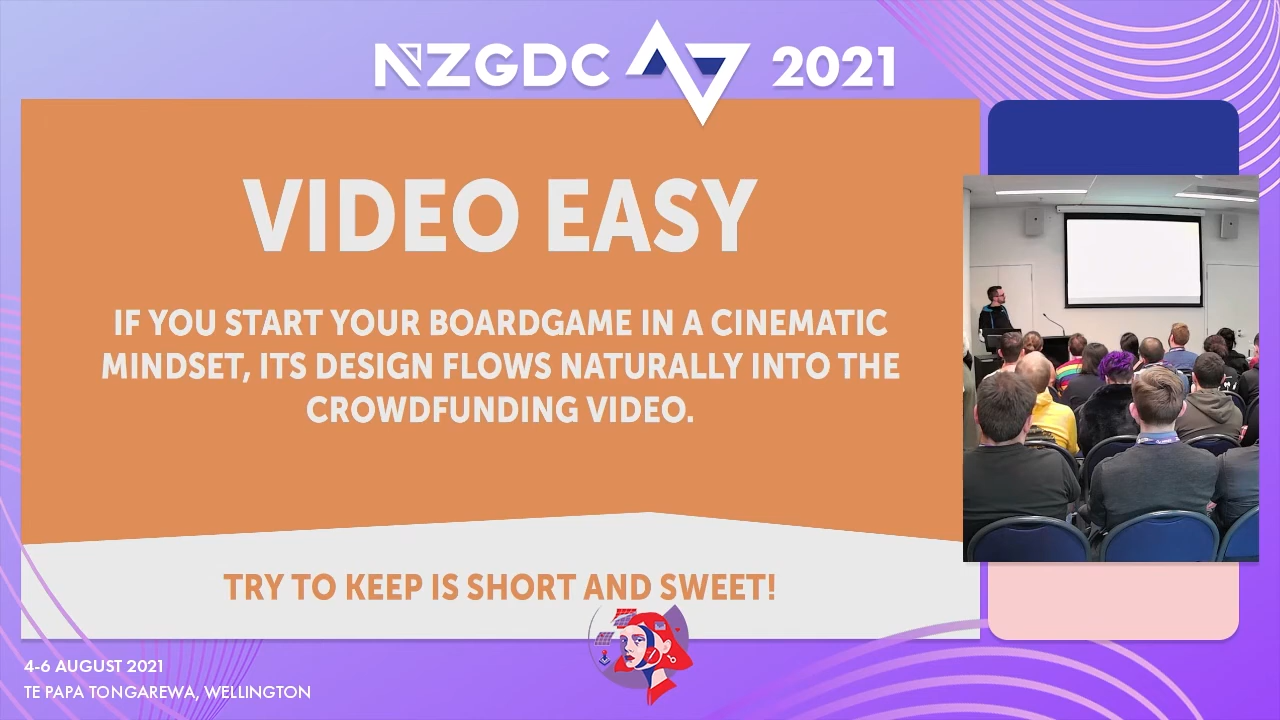 NZGDC 2021
VIDEO EASY
IF YOU START YOUR BOARDGAME IN A CINEMATIC
MINDSET, ITS DESIGN FLOWS NATURALLY INTO THE
CROWDFUNDING VIDEO.
TRY TO KEEP IS SHORT AND SWEET!
4-6 AUGUST 2021
TE PAPA TONGAREWA, WELLINGTON